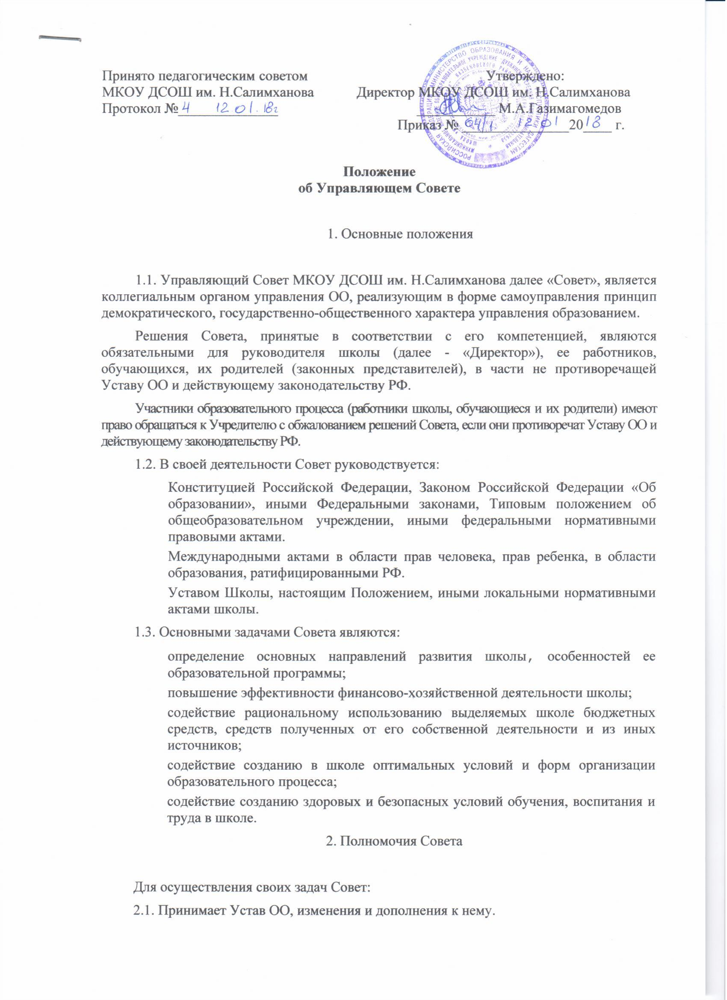 Принято педагогическим советом
МКОУ ДСОШ им. Н.Салимханова
Протокол №4 12.01.18г
Утверждено:
Директор МКОУ ДСОШ им. Н.Салимханова
М.А.Газимагомедов
Приказ № 64/1 12 01 2018 г.
РОССИЙСКАЯ ФЕДЕРАЦИЯ МИНИСТЕРСТВО ОБРАЗОВАНИЯ И НАУКИ РЕСПУБЛИКИ ДАГЕСТАН
Положение
об Управляющем Совете
1. Основные положения
1.1. Управляющий Совет МКОУ ДСОШ им. Н.Салимханова далее «Совет», является
коллегиальным органом управления ОО, реализующим в форме самоуправления принцип
демократического, государственно-общественного характера управления образованием.
Решения Совета, принятые в соответствии с его компетенцией, являются
обязательными для руководителя школы (далее - «Директор»), ее работников,
обучающихся, их родителей (законных представителей), в части не противоречащей
Уставу ОО и действующему законодательству РФ.
Участники образовательного процесса (работники школы, обучающиеся и их родители) имеют
право обращаться к Учредителю с обжалованием решений Совета, если они противоречат Уставу ОО и
действующему законодательству РФ.
1.2. В своей деятельности Совет руководствуется:
Конституцией Российской Федерации, Законом Российской Федерации «Об
образовании», иными Федеральными законами, Типовым положением об
общеобразовательном учреждении, иными федеральными нормативными
правовыми актами.
Международными актами в области прав человека, прав ребенка, в области
образования, ратифицированными РФ.
Уставом Школы, настоящим Положением, иными локальными нормативными
актами школы.
1.3. Основными задачами Совета являются:
определение основных направлений развития школы, особенностей ее
образовательной программы;
повышение эффективности финансово-хозяйственной деятельности школы;
содействие рациональному использованию выделяемых школе бюджетных
средств, средств полученных от его собственной деятельности и из иных
источников;
содействие созданию в школе оптимальных условий и форм организации
образовательного процесса;
содействие созданию здоровых и безопасных условий обучения, воспитания и
труда в школе.
2. Полномочия Совета
Для осуществления своих задач Совет:
2.1. Принимает Устав ОО, изменения и дополнения к нему.